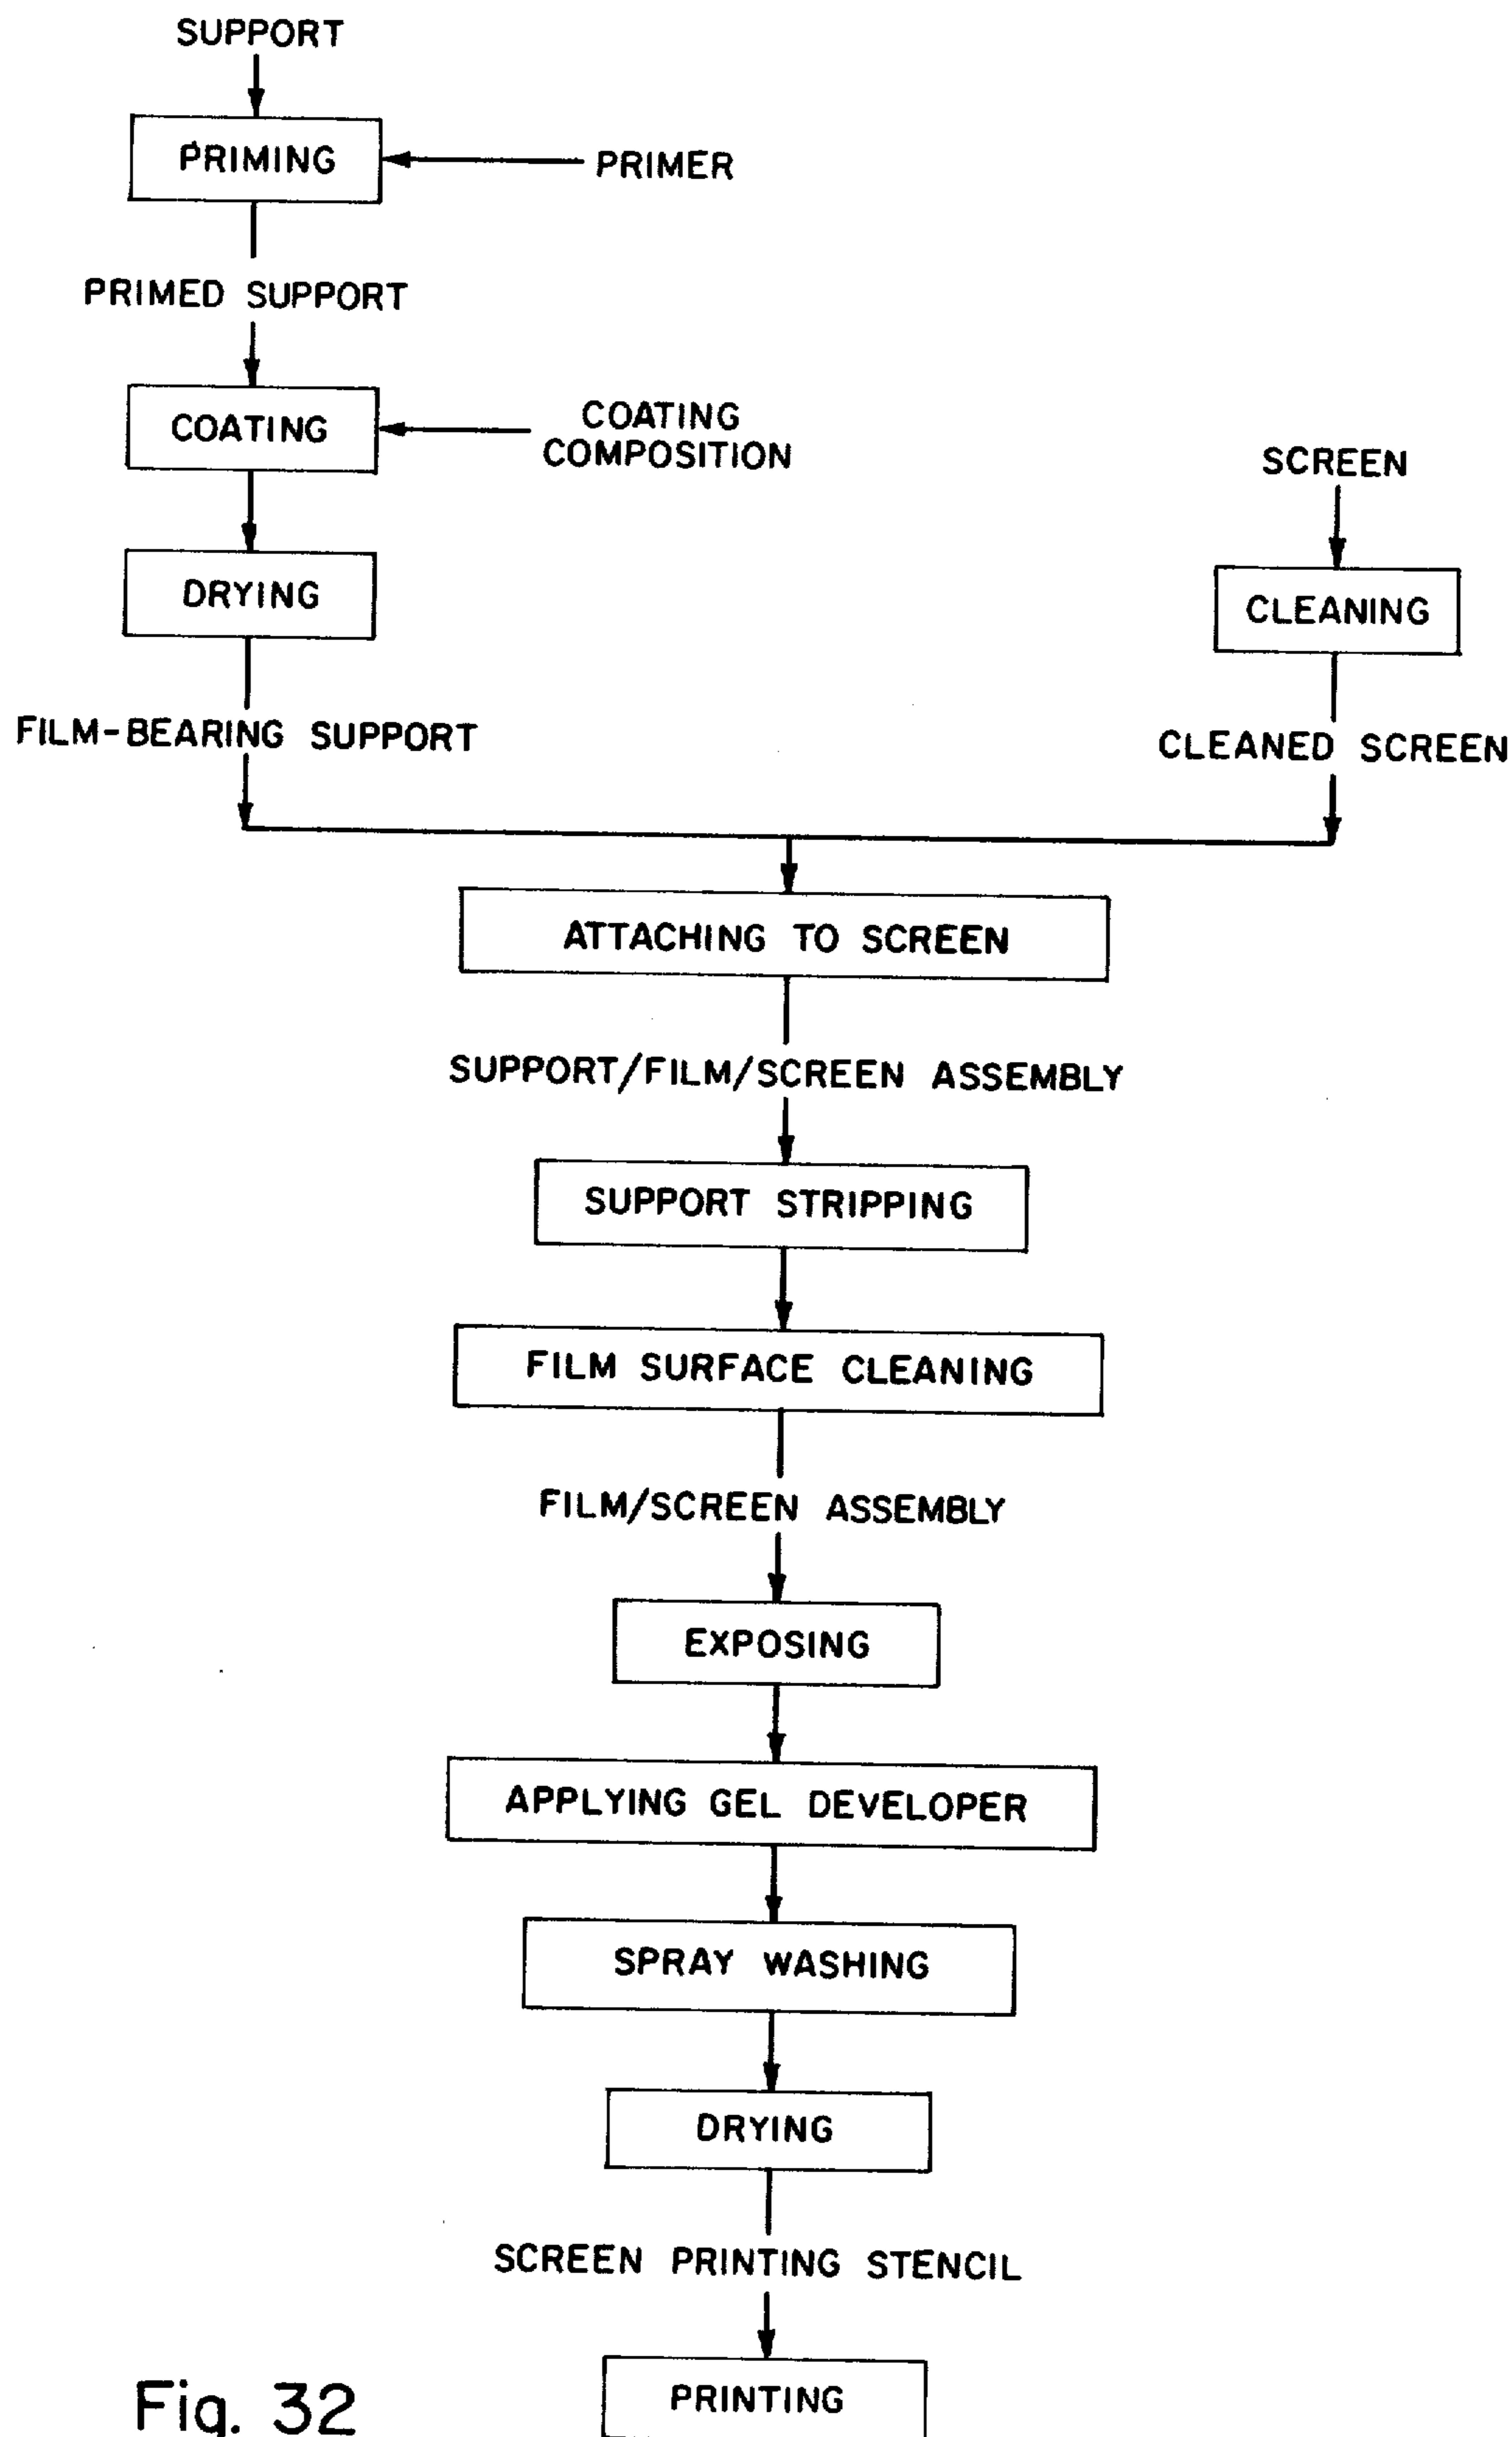 SUPPORT
PRIMING
PRIMER
PRIMED SUPPORT
COATING
COATING
COMPOSITION
DRYING
FILM-BEARING SUPPORT
SCREEN
CLEANING
CLEANED SCREEN
ATTACHING TO SCREEN
SUPPORT/FILM/SCREEN ASSEMBLY
SUPPORT STRIPPING
FILM SURFACE CLEANING
FILM/SCREEN ASSEMBLY
EXPOSING
APPLYING GEL DEVELOPER
SPRAY WASHING
DRYING
SCREEN PRINTING STENCIL
PRINTING
Fig. 32